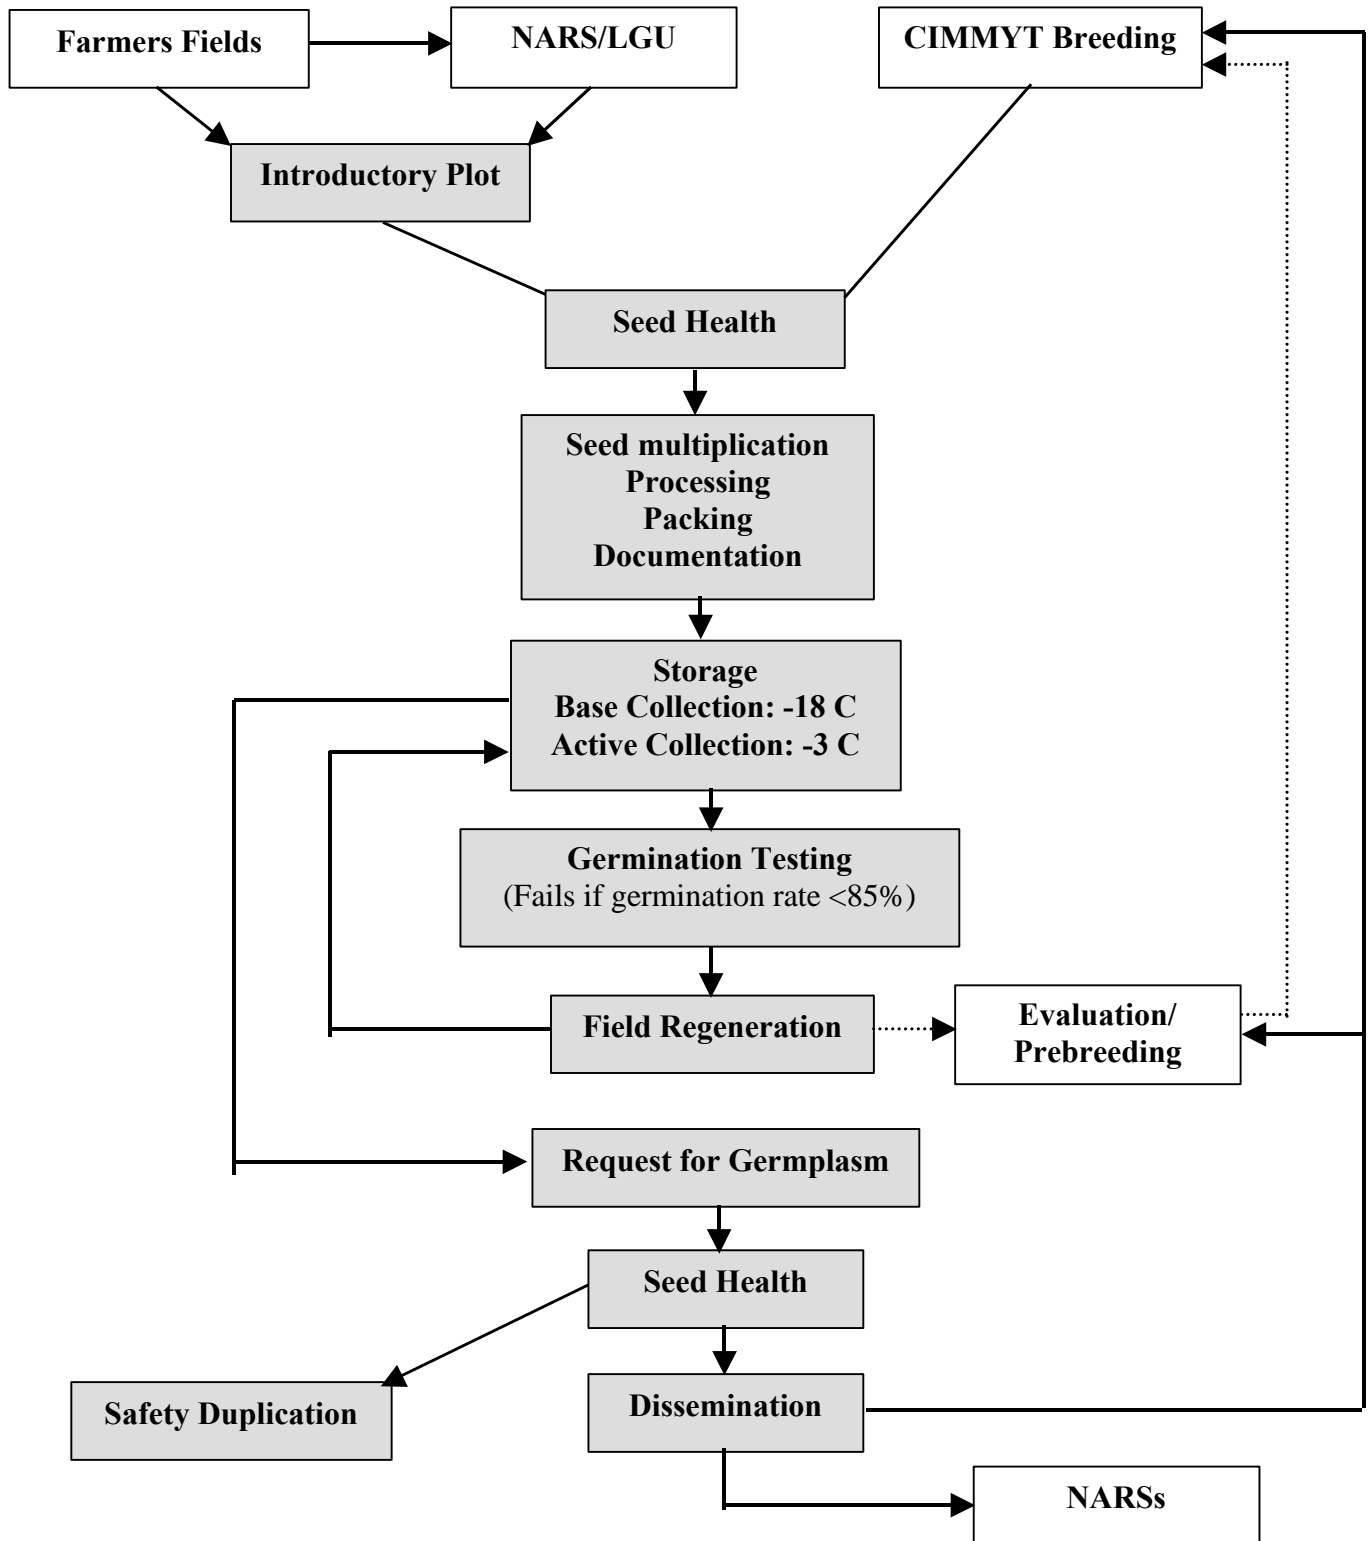 Farmers Fields
NARS/LGU
CIMMYT Breeding
Introductory Plot
Seed Health
Seed multiplication
Processing
Packing
Documentation
Storage
Base Collection: -18 C
Active Collection: -3 C
Germination Testing
(Fails if germination rate <85%)
Field Regeneration
Evaluation/
Prebreeding
Request for Germplasm
Seed Health
Safety Duplication
Dissemination
NARSs